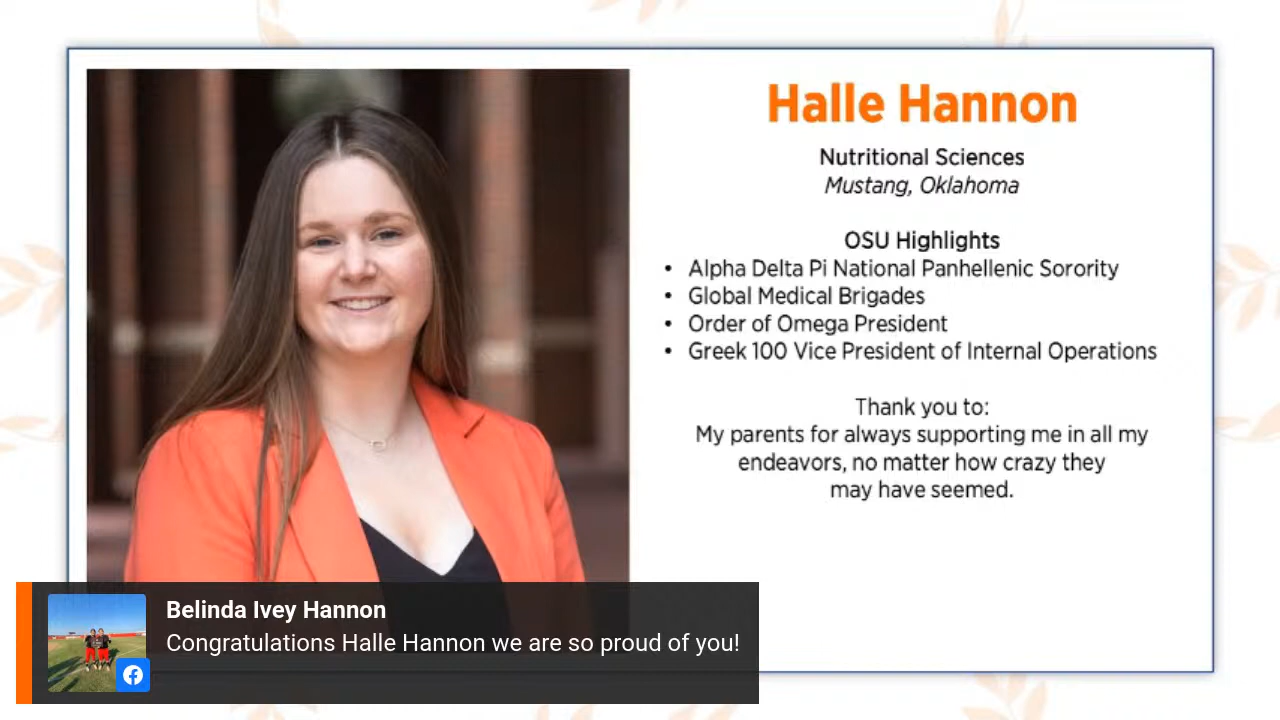 Halle Hannon
Nutritional Sciences
Mustang, Oklahoma
OSU Highlights
• Alpha Delta Pi National Panhellenic Sorority
• Global Medical Brigades
• Order of Omega President
• Greek 100 Vice President of Internal Operations
Thank you to:
My parents for always supporting me in all my
endeavors, no matter how crazy they
may have seemed.
Belinda Ivey Hannon
Congratulations Halle Hannon we are so proud of you!